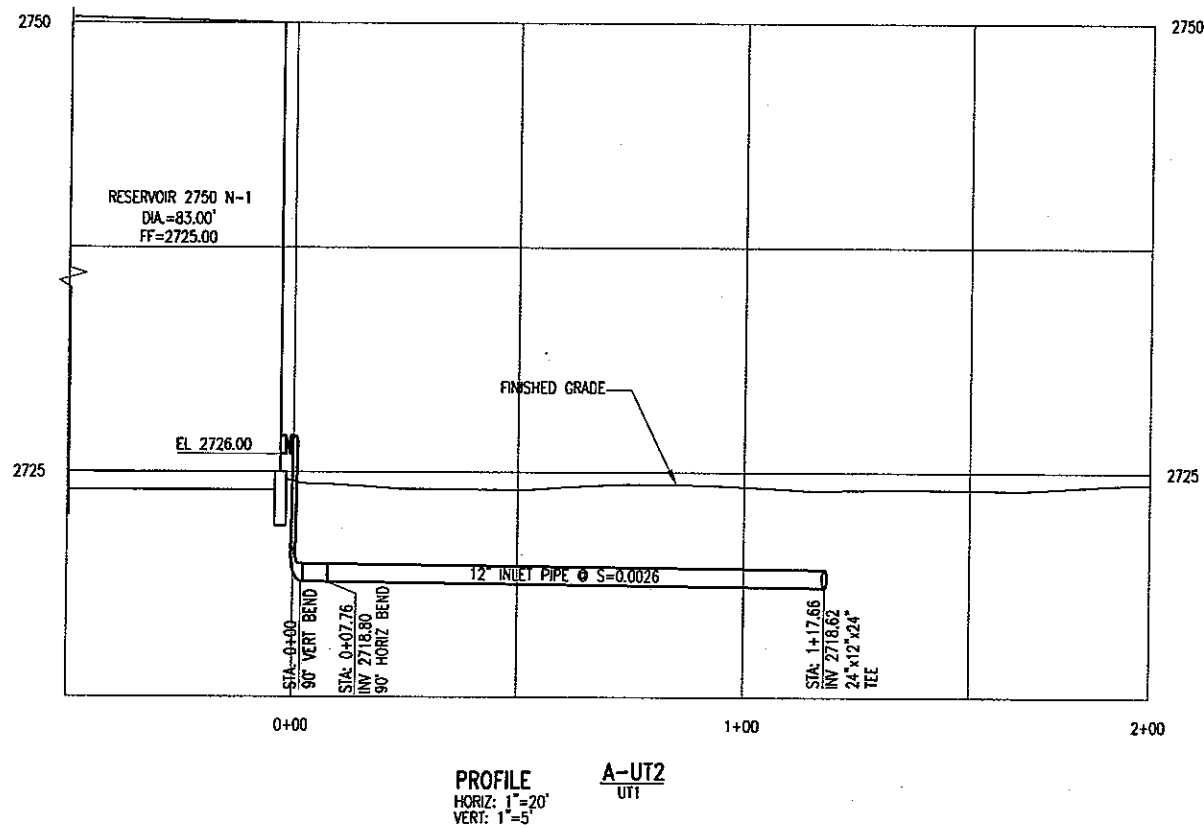 2750
2750
RESERVOIR 2750 N-1
DIA.=83.00'
FF=2725.00
FINISHED GRADE
EL 2726.00
2725
2725
12" INLET PIPE @ S=0.0026
STA: 0+00
90° VERT BEND
STA: 0+07.76
INV 2718.80
90° HORIZ BEND
STA: 1+17.66
INV 2718.62
24"x12"x24"
TEE
0+00
1+00
2+00
PROFILE
A-UT2
UT1
HORIZ: 1"=20'
VERT: 1"=5'